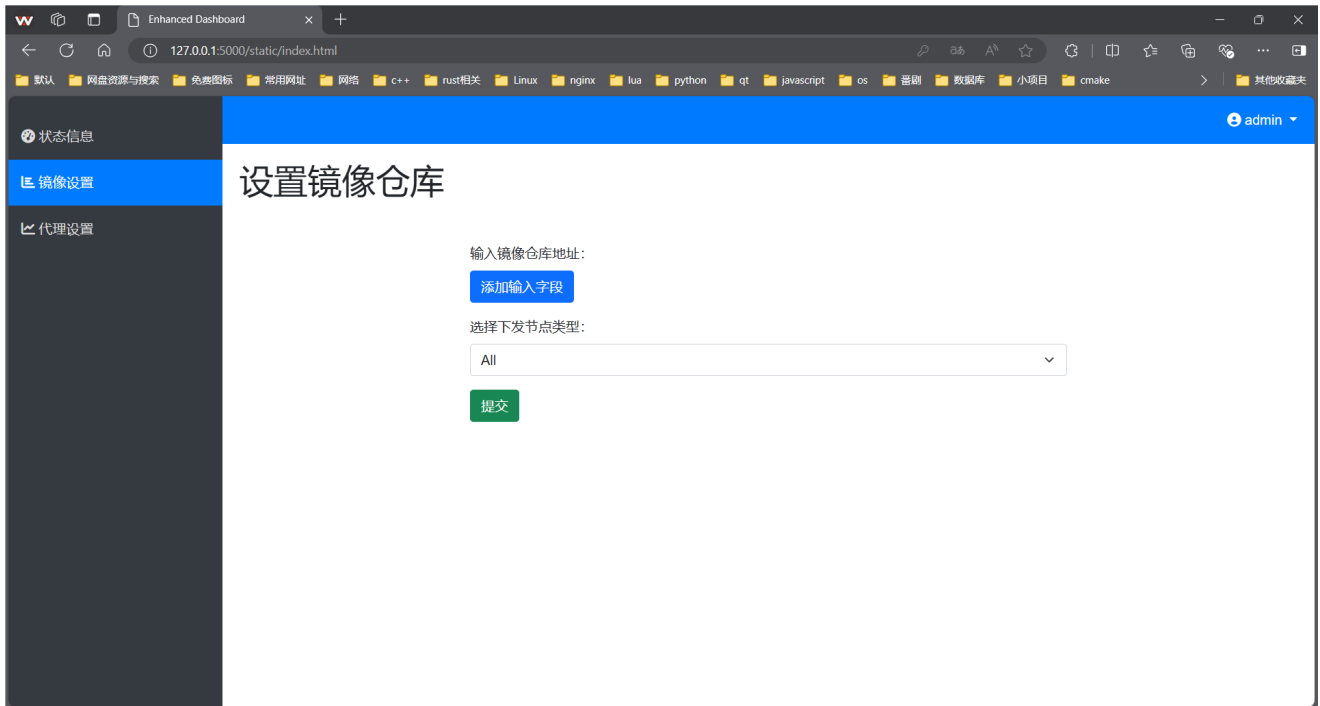 Enhanced Dashboard
127.0.0.1:5000/static/index.html
默认 网盘资源与搜索 免费图标 常用网址 网络 c++ rust相关 Linux nginx lua python qt javascript os 番剧 数据库 小项目 cmake 其他收藏夹
admin
状态信息
镜像设置
代理设置
设置镜像仓库
输入镜像仓库地址:
添加输入字段
选择下发节点类型:
All
提交